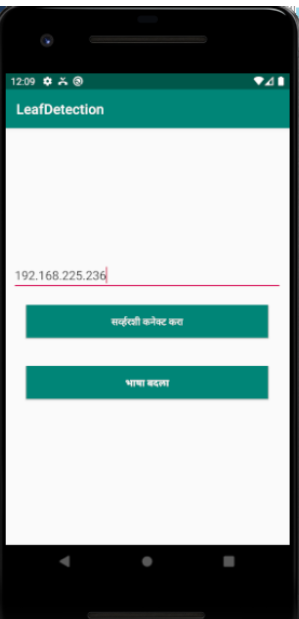 12:09
LeafDetection
192.168.225.236
सर्व्हरशी कनेक्ट करा
भाषा बदला